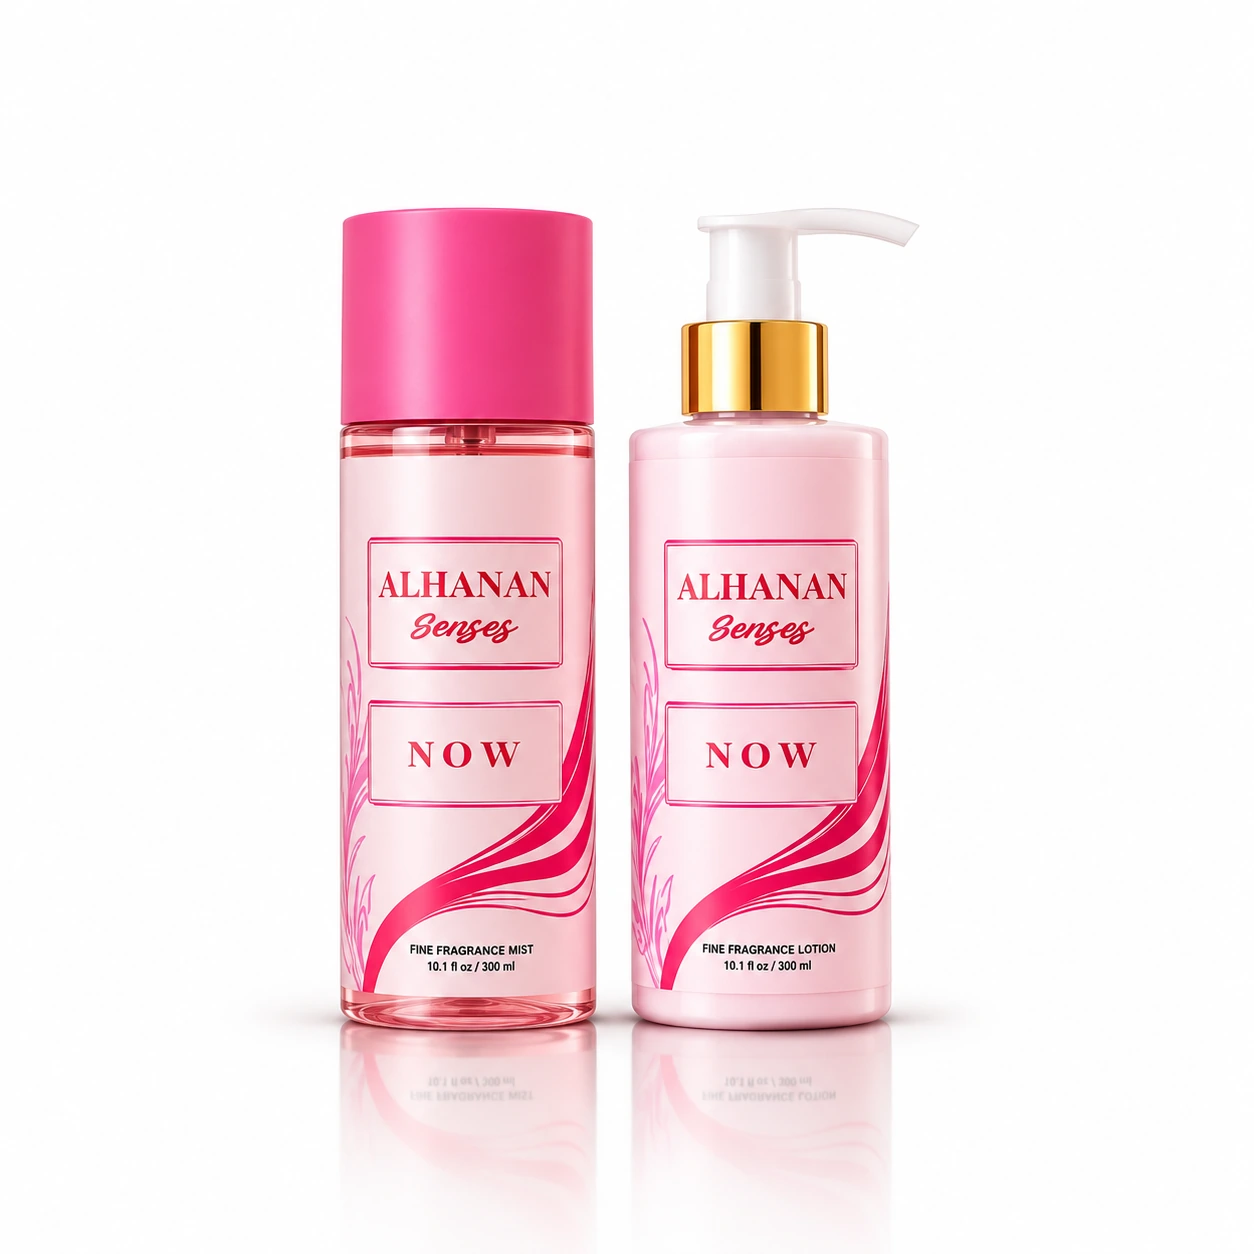 ALHANAN
Senses
NOW
FINE FRAGRANCE MIST
10.1 fl oz / 300 ml
ALHANAN
Senses
NOW
FINE FRAGRANCE LOTION
10.1 fl oz / 300 ml